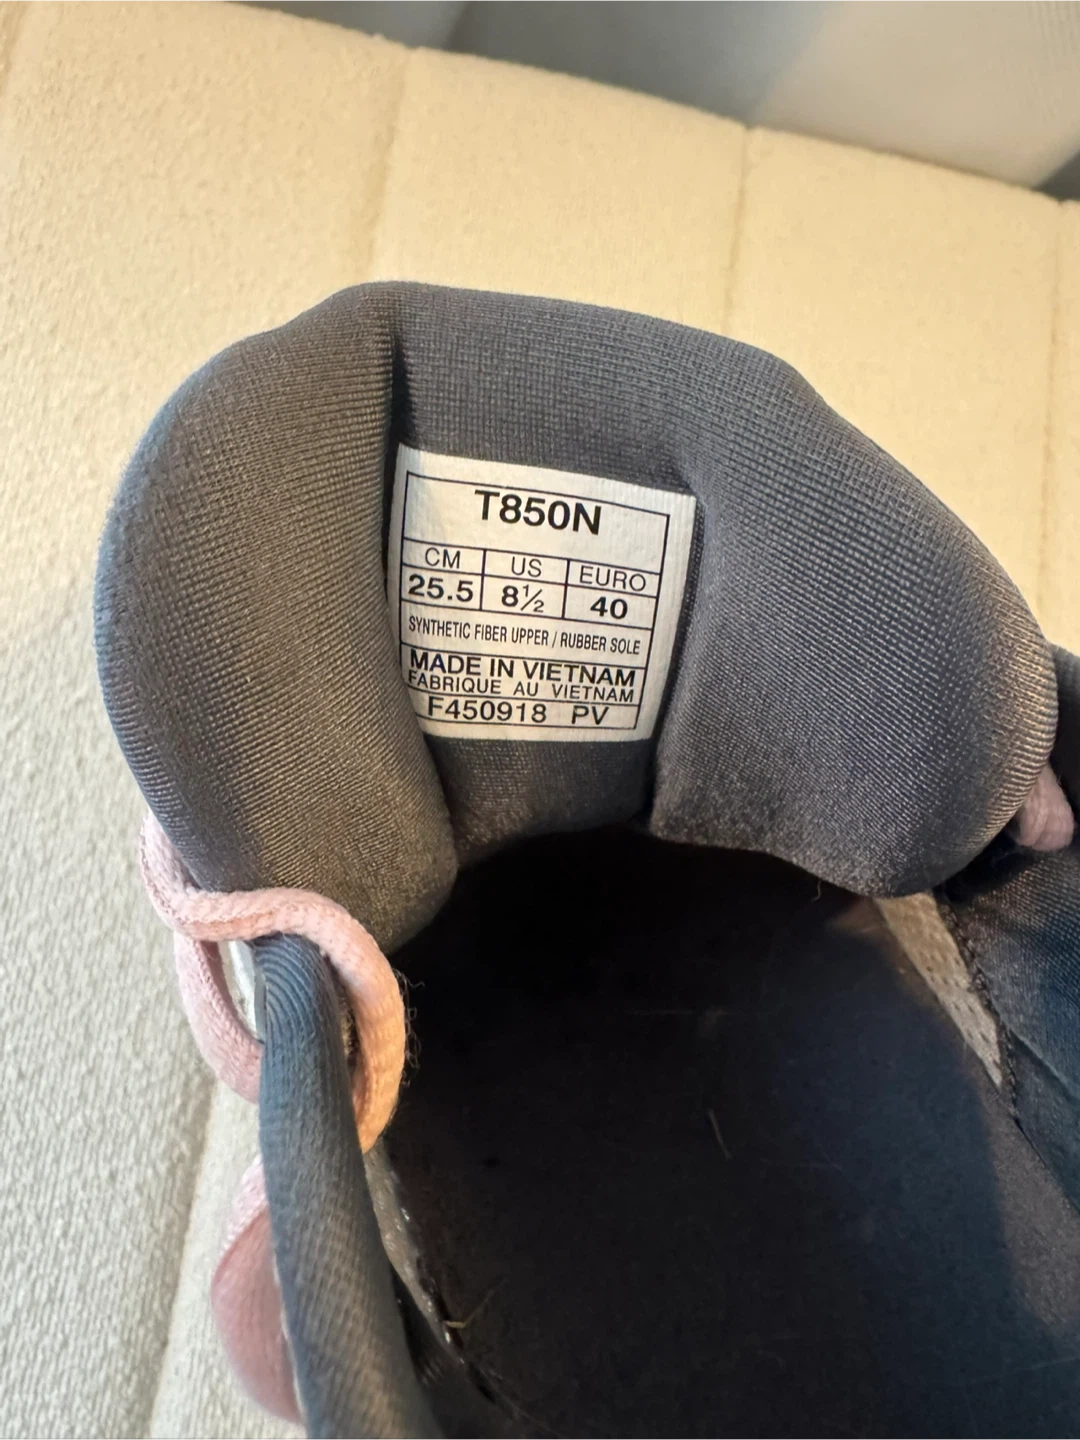 T850N
CM US EURO
25.5 8½ 40
SYNTHETIC FIBER UPPER / RUBBER SOLE
MADE IN VIETNAM
FABRIQUE AU VIETNAM
F450918 PV